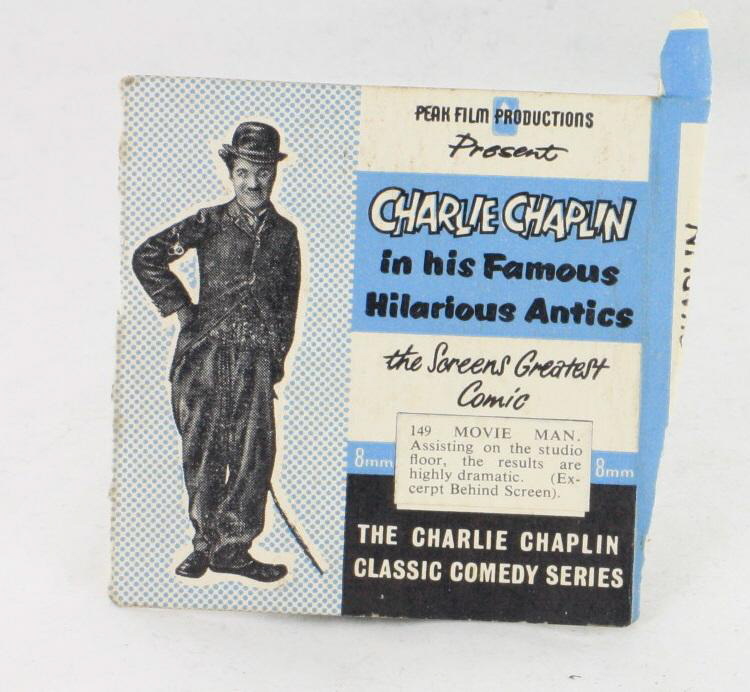 PEAK FILM PRODUCTIONS
Present
CHARLIE CHAPLIN
in his Famous
Hilarious Antics
the Screens Greatest
Comic
149 MOVIE MAN.
Assisting on the studio
floor, the results are
highly dramatic. (Ex-
cerpt Behind Screen).
8mm 8mm
THE CHARLIE CHAPLIN
CLASSIC COMEDY SERIES